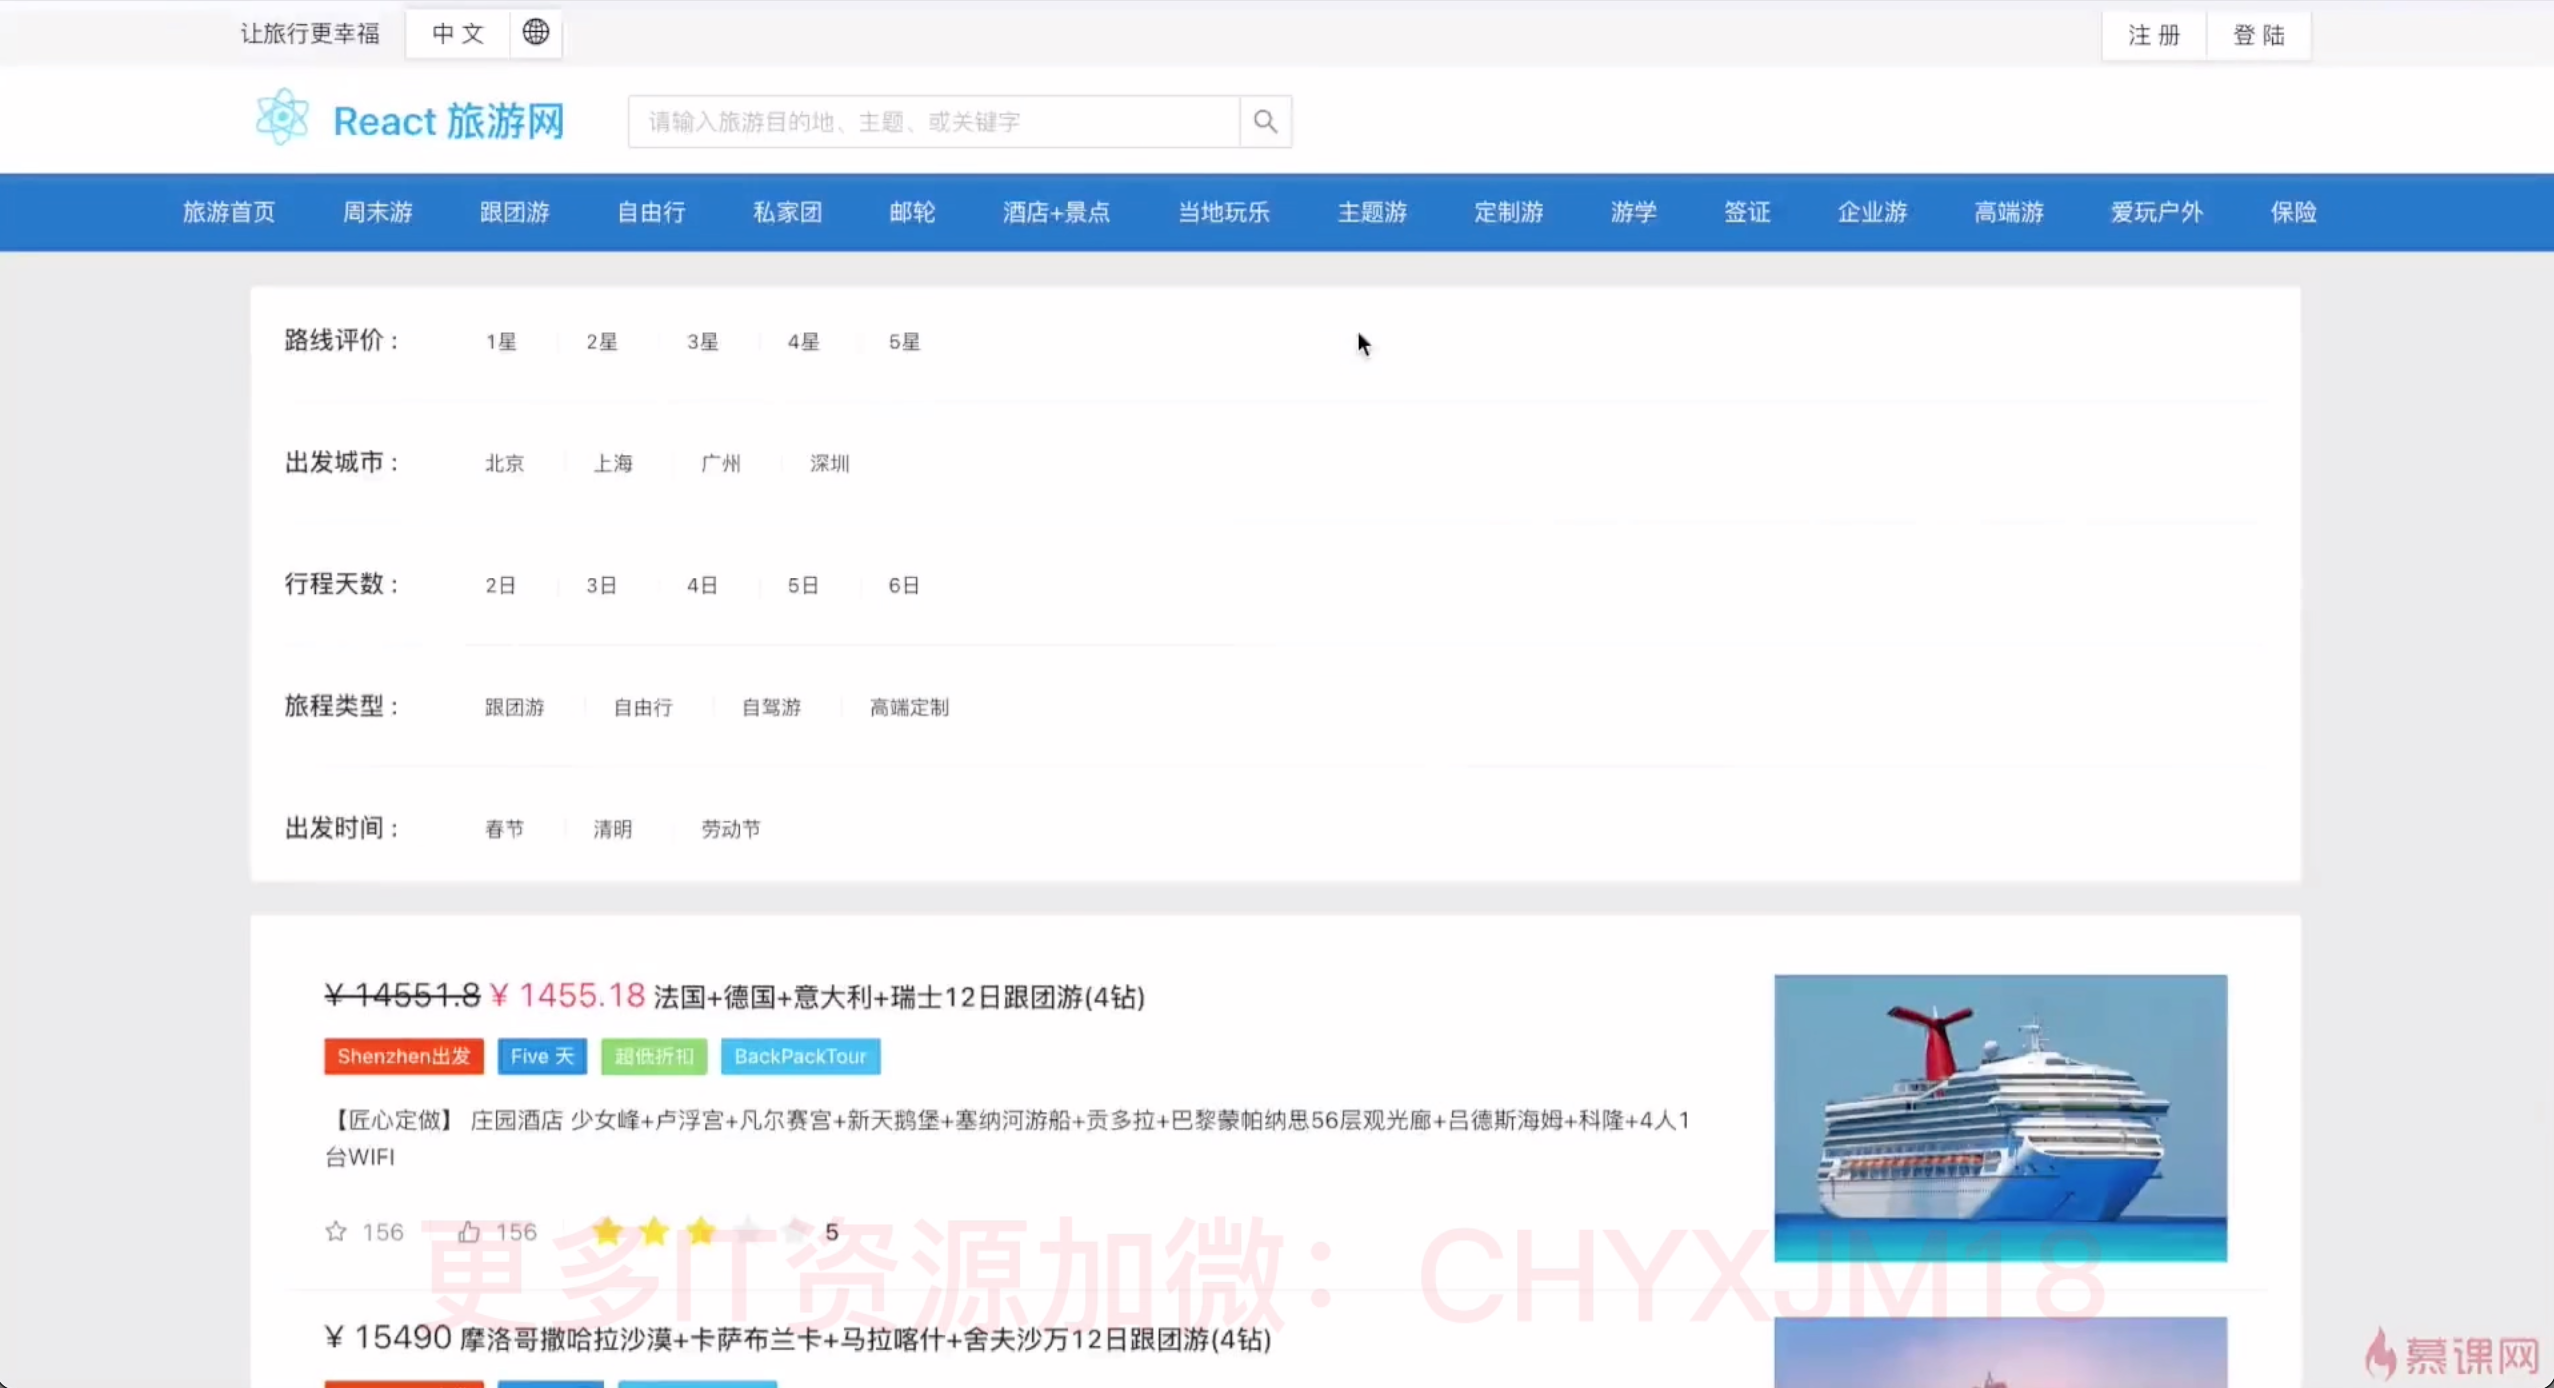 让旅行更幸福 中 文 注 册 登 陆
React 旅游网 请输入旅游目的地、主题、或关键字
旅游首页 周末游 跟团游 自由行 私家团 邮轮 酒店+景点 当地玩乐 主题游 定制游 游学 签证 企业游 高端游 爱玩户外 保险
路线评价 : 1星 2星 3星 4星 5星
出发城市 : 北京 上海 广州 深圳
行程天数 : 2日 3日 4日 5日 6日
旅程类型 : 跟团游 自由行 自驾游 高端定制
出发时间 : 春节 清明 劳动节
¥ 14551.8 ¥ 1455.18 法国+德国+意大利+瑞士12日跟团游(4钻)
Shenzhen出发 Five 天 超低折扣 BackPackTour
【匠心定做】 庄园酒店 少女峰+卢浮宫+凡尔赛宫+新天鹅堡+塞纳河游船+贡多拉+巴黎蒙帕纳思56层观光廊+吕德斯海姆+科隆+4人1
台WIFI
156 156 5
更多IT资源加微：CHYXJM18
¥ 15490 摩洛哥撒哈拉沙漠+卡萨布兰卡+马拉喀什+舍夫沙万12日跟团游(4钻)
慕课网